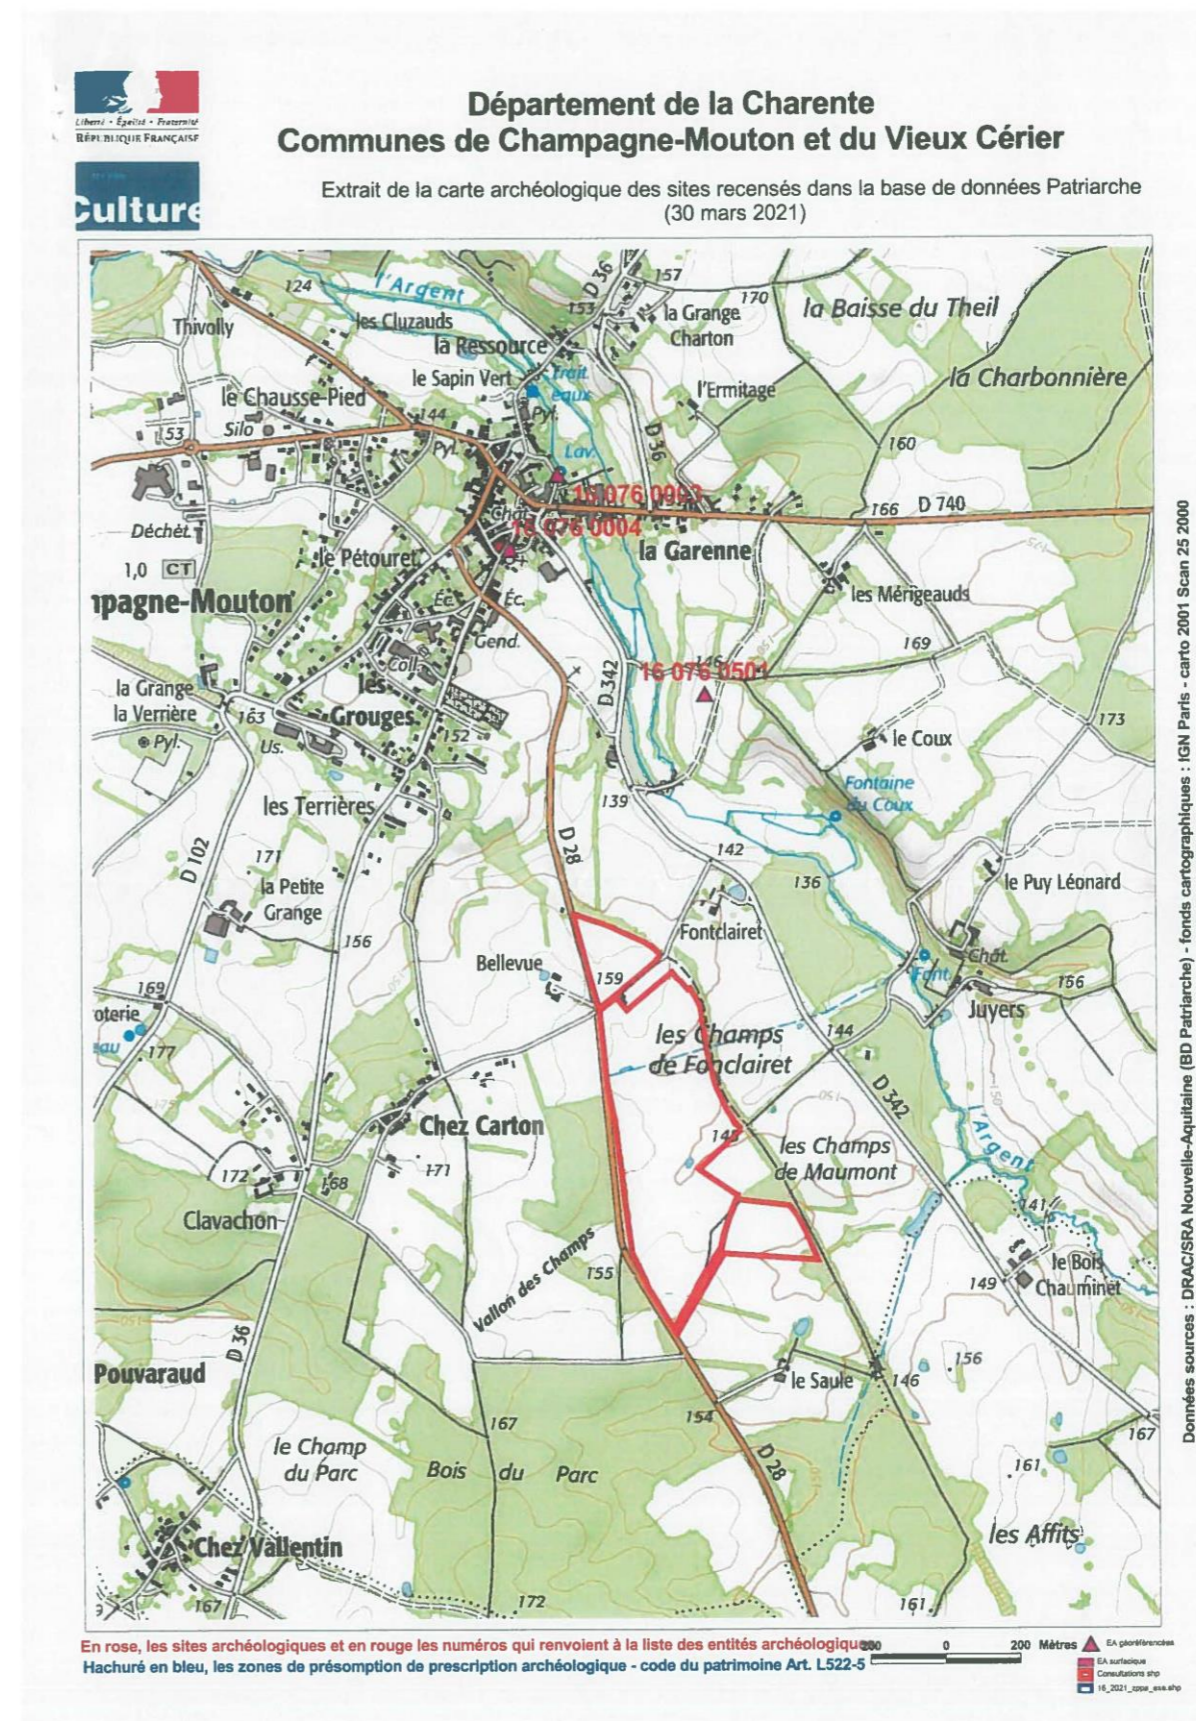 Liberté • Égalité • Fraternité
RÉPUBLIQUE FRANÇAISE
Culture
Département de la Charente
Communes de Champagne-Mouton et du Vieux Cérier
Extrait de la carte archéologique des sites recensés dans la base de données Patriarche
(30 mars 2021)
124
l'Argent
D 36
157
Thivolly
les Cluzauds
153
170
la Grange
Charton
la Baisse du Theil
la Ressource
le Sapin Vert
Trait.
eaux
l'Ermitage
la Charbonnière
le Chausse-Pied
144
Pyl.
153
Silo
Pyl.
Lav.
D 36
160
16 076 0003
166
D 740
Chât.
16 076 0004
Déchèt.
le Pétouret
la Garenne
1,0
CT
les Mérigeauds
mpagne-Mouton
Éc.
Éc.
Gend.
169
Coll.
146
16 076 0501
D 342
la Grange
la Verrière
les
Grouges
163
173
Pyl.
Us.
152
le Coux
Fontaine
du Coux
les Terrières
139
D 28
142
D 102
171
la Petite
Grange
136
le Puy Léonard
156
Fontclairet
Bellevue
159
Chât.
Font.
156
169
Juyers
oterie
eau
177
les Champs
de Fonclairet
144
D 342
Chez Carton
145
150
l'Argent
les Champs
de Maumont
171
172
168
141
Clavachon
Vallon des Champs
155
149
le Bois
Chauminet
D 36
Pouvaraud
156
le Saule
146
154
167
167
le Champ
du Parc
Bois du Parc
D 28
161
les Affits
Chez Vallentin
167
172
161
En rose, les sites archéologiques et en rouge les numéros qui renvoient à la liste des entités archéologiques
Hachuré en bleu, les zones de présomption de prescription archéologique - code du patrimoine Art. L522-5
200 0 200 Mètres
EA géoréférencées
EA surfacique
Consultations shp
16_2021_zppa_exe.shp
Données sources : DRAC/SRA Nouvelle-Aquitaine (BD Patriarche) - fonds cartographiques : IGN Paris - carto 2001 Scan 25 2000